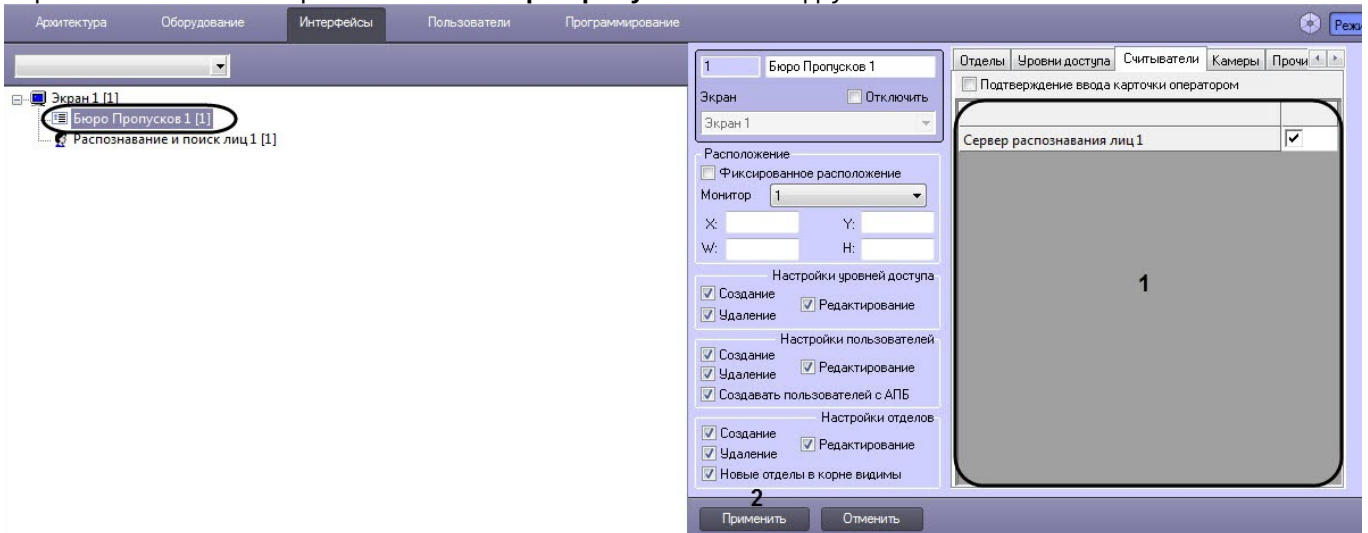 Архитектура Оборудование Интерфейсы Пользователи Программирование
Экран 1 [1]
Бюро Пропусков 1 [1]
Распознавание и поиск лиц 1 [1]
1 Бюро Пропусков 1
Экран Отключить
Экран 1
Расположение
Фиксированное расположение
Монитор 1
X: Y:
W: H:
Настройки уровней доступа
Создание
Редактирование
Удаление
Настройки пользователей
Создание
Редактирование
Удаление
Создавать пользователей с АПБ
Настройки отделов
Создание
Редактирование
Удаление
Новые отделы в корне видимы
2
Применить Отменить
Отделы Уровни доступа Считыватели Камеры Прочи
Подтверждение ввода карточки оператором
Сервер распознавания лиц 1
1